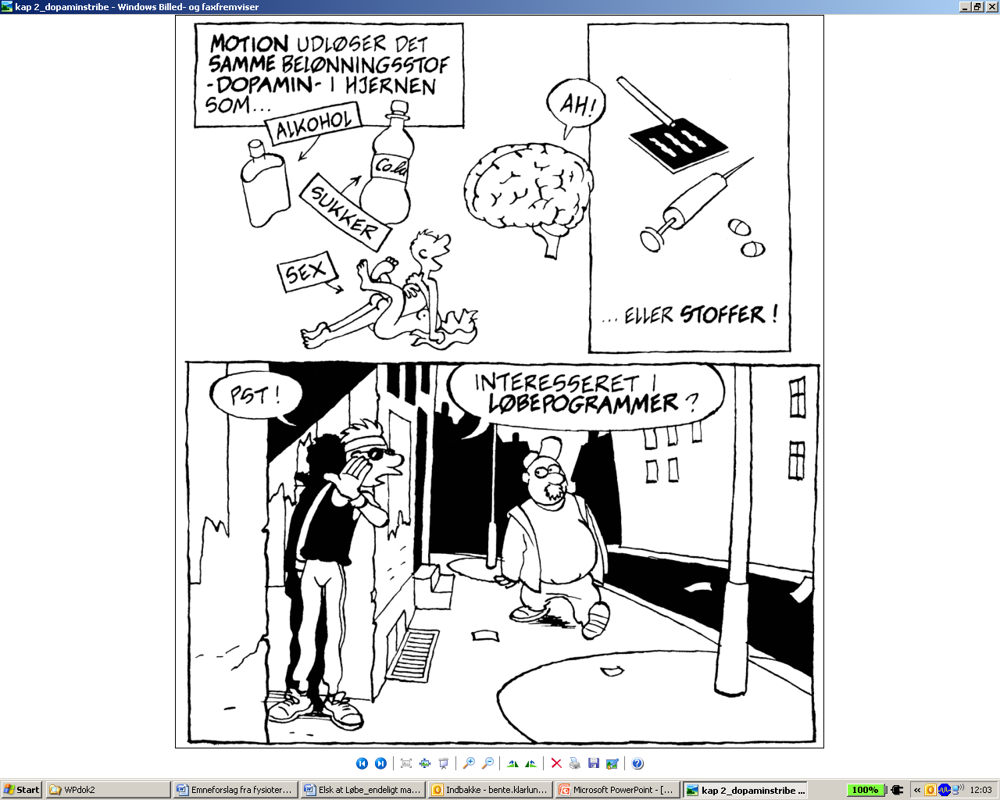 kap 2_dopaminstribe - Windows Billed- og faxfremviser
MOTION UDLØSER DET
SAMME BELØNNINGSSTOF
-DOPAMIN- I HJERNEN
SOM...
ALKOHOL
Cola
SUKKER
SEX
AH!
... ELLER STOFFER!
PST!
INTERESSERET I
LØBEPOGRAMMER?
Start
WPdok2
Emneforslag fra fysioter...
Elsk at Løbe_endeligt ma...
Indbakke - bente.klarlun...
Microsoft PowerPoint - [...
kap 2_dopaminstribe ...
100%
12:03